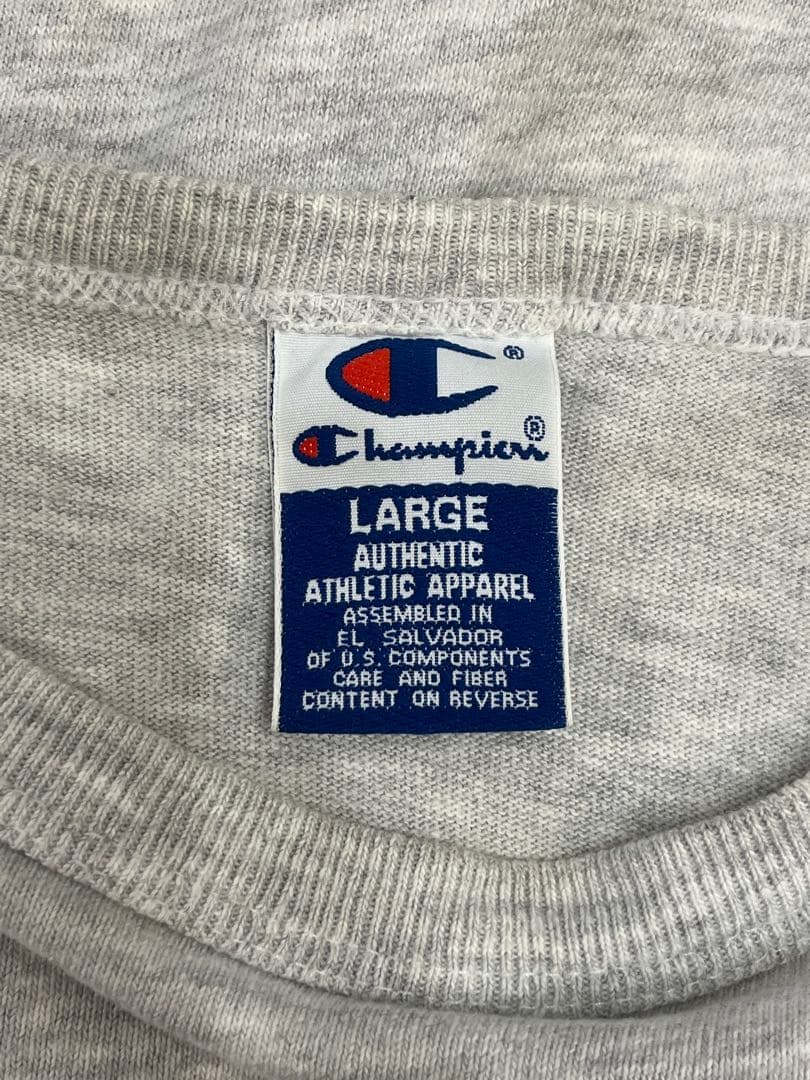 ®
Champion®
LARGE
AUTHENTIC
ATHLETIC APPAREL
ASSEMBLED IN
EL SALVADOR
OF U.S. COMPONENTS
CARE AND FIBER
CONTENT ON REVERSE